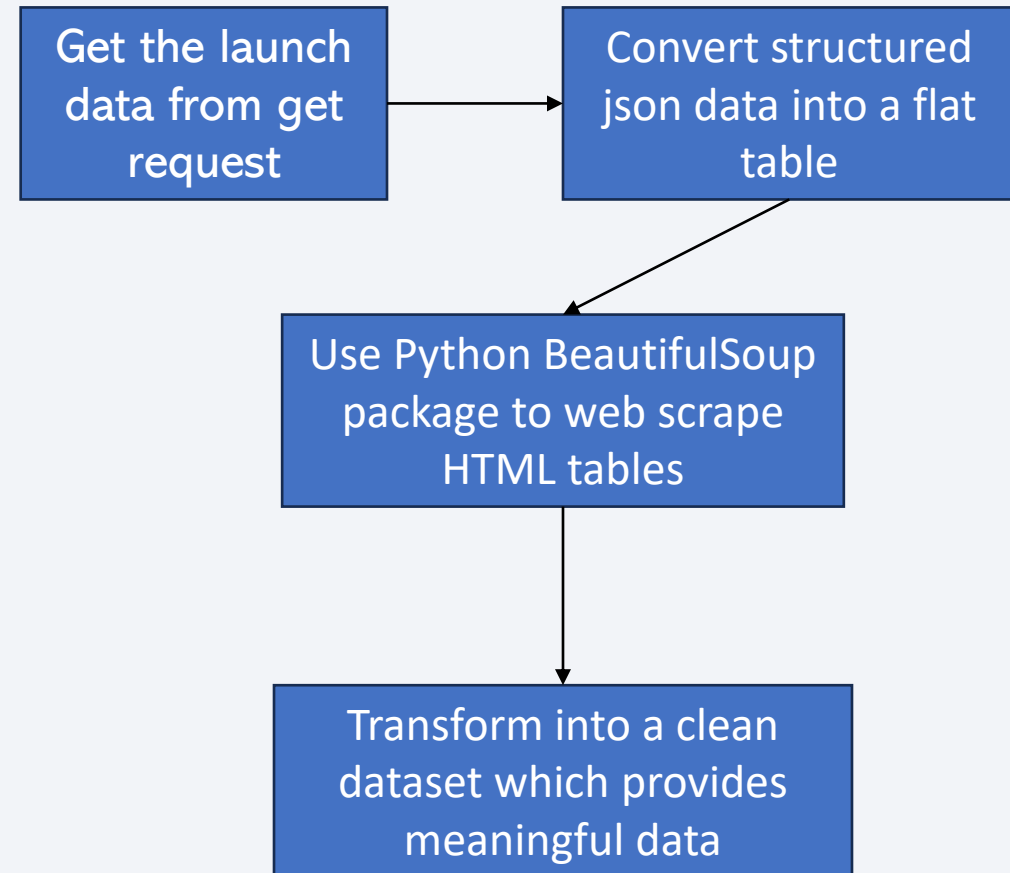 Get the launch
data from get
request
Convert structured
json data into a flat
table
Use Python BeautifulSoup
package to web scrape
HTML tables
Transform into a clean
dataset which provides
meaningful data